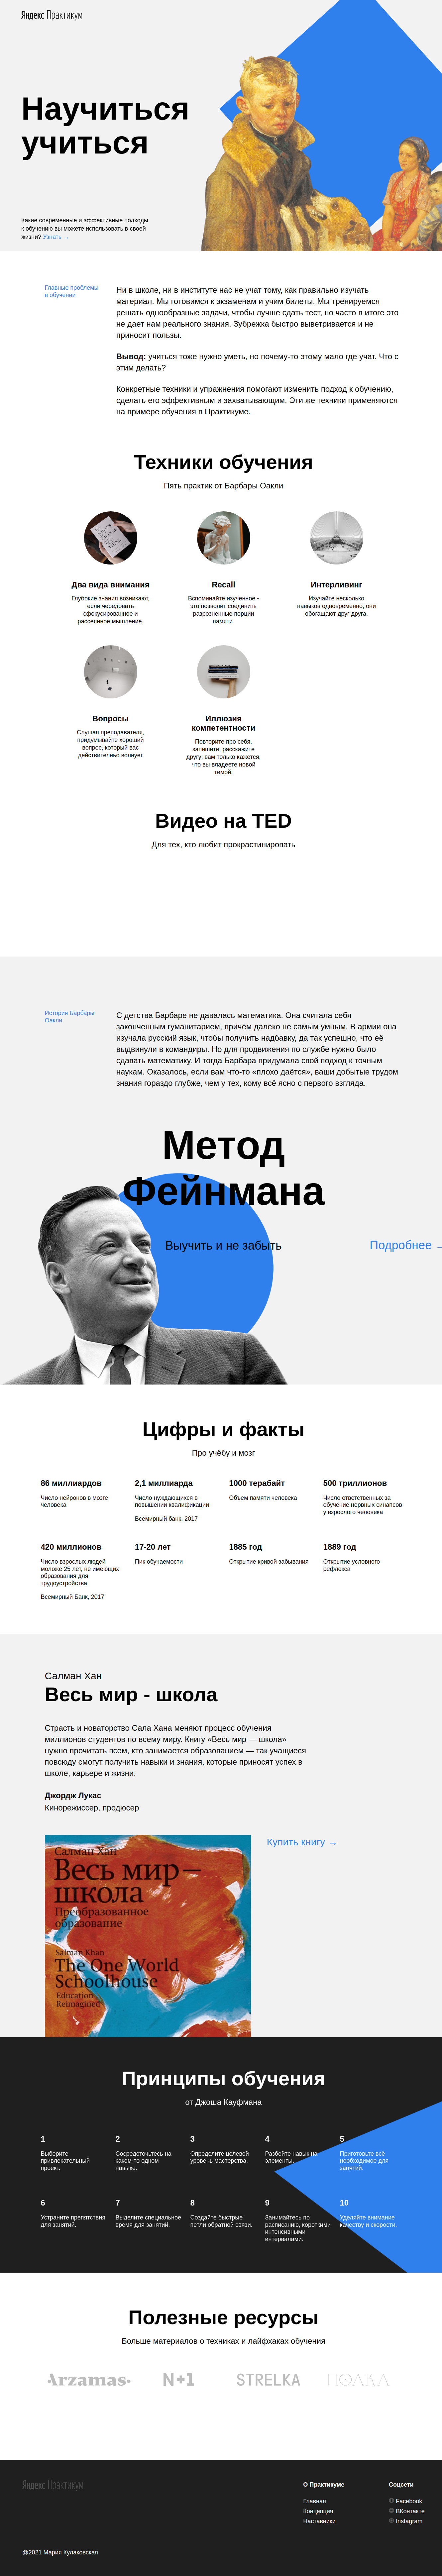 Яндекс Практикум
Научиться
учиться
Какие современные и эффективные подходы
к обучению вы можете использовать в своей
жизни? Узнать →
Главные проблемы
в обучении
Ни в школе, ни в институте нас не учат тому, как правильно изучать
материал. Мы готовимся к экзаменам и учим билеты. Мы тренируемся
решать однообразные задачи, чтобы лучше сдать тест, но часто в итоге это
не дает нам реального знания. Зубрежка быстро выветривается и не
приносит пользы.
Вывод: учиться тоже нужно уметь, но почему-то этому мало где учат. Что с
этим делать?
Конкретные техники и упражнения помогают изменить подход к обучению,
сделать его эффективным и захватывающим. Эти же техники применяются
на примере обучения в Практикуме.
Техники обучения
Пять практик от Барбары Оакли
Два вида внимания
Глубокие знания возникают,
если чередовать
сфокусированное и
рассеянное мышление.
Recall
Вспоминайте изученное -
это позволит соединить
разрозненные порции
памяти.
Интерливинг
Изучайте несколько
навыков одновременно, они
обогащают друг друга.
Вопросы
Слушая преподавателя,
придумывайте хороший
вопрос, который вас
действительно волнует
Иллюзия
компетентности
Повторите про себя,
запишите, расскажите
другу: вам только кажется,
что вы владеете новой
темой.
Видео на TED
Для тех, кто любит прокрастинировать
История Барбары
Оакли
С детства Барбаре не давалась математика. Она считала себя
законченным гуманитарием, причём далеко не самым умным. В армии она
изучала русский язык, чтобы получить надбавку, да так успешно, что её
выдвинули в командиры. Но для продвижения по службе нужно было
сдавать математику. И тогда Барбара придумала свой подход к точным
наукам. Оказалось, если вам что-то «плохо даётся», ваши добытые трудом
знания гораздо глубже, чем у тех, кому всё ясно с первого взгляда.
Метод
Фейнмана
Выучить и не забыть
Подробнее →
Цифры и факты
Про учёбу и мозг
86 миллиардов
Число нейронов в мозге
человека
2,1 миллиарда
Число нуждающихся в
повышении квалификации
Всемирный банк, 2017
1000 терабайт
Объем памяти человека
500 триллионов
Число ответственных за
обучение нервных синапсов
у взрослого человека
420 миллионов
Число взрослых людей
моложе 25 лет, не имеющих
образования для
трудоустройства
Всемирный Банк, 2017
17-20 лет
Пик обучаемости
1885 год
Открытие кривой забывания
1889 год
Открытие условного
рефлекса
Салман Хан
Весь мир - школа
Страсть и новаторство Сала Хана меняют процесс обучения
миллионов студентов по всему миру. Книгу «Весь мир — школа»
нужно прочитать всем, кто занимается образованием — так учащиеся
повсюду смогут получить навыки и знания, которые приносят успех в
школе, карьере и жизни.
Джордж Лукас
Кинорежиссер, продюсер
Купить книгу →
Салман Хан
Весь мир—
школа
Преобразованное
образование
Salman Khan
The One World
Schoolhouse
Education
Reimagined
Принципы обучения
от Джоша Кауфмана
1
Выберите
привлекательный
проект.
2
Сосредоточьтесь на
каком-то одном
навыке.
3
Определите целевой
уровень мастерства.
4
Разбейте навык на
элементы.
5
Приготовьте всё
необходимое для
занятий.
6
Устраните препятствия
для занятий.
7
Выделите специальное
время для занятий.
8
Создайте быстрые
петли обратной связи.
9
Занимайтесь по
расписанию, короткими
интенсивными
интервалами.
10
Уделяйте внимание
качеству и скорости.
Полезные ресурсы
Больше материалов о техниках и лайфхаках обучения
Arzamas
N+1
STRELKA
ПОЛКА
Яндекс Практикум
О Практикуме
Главная
Концепция
Наставники
Соцсети
Facebook
ВКонтакте
Instagram
@2021 Мария Кулаковская